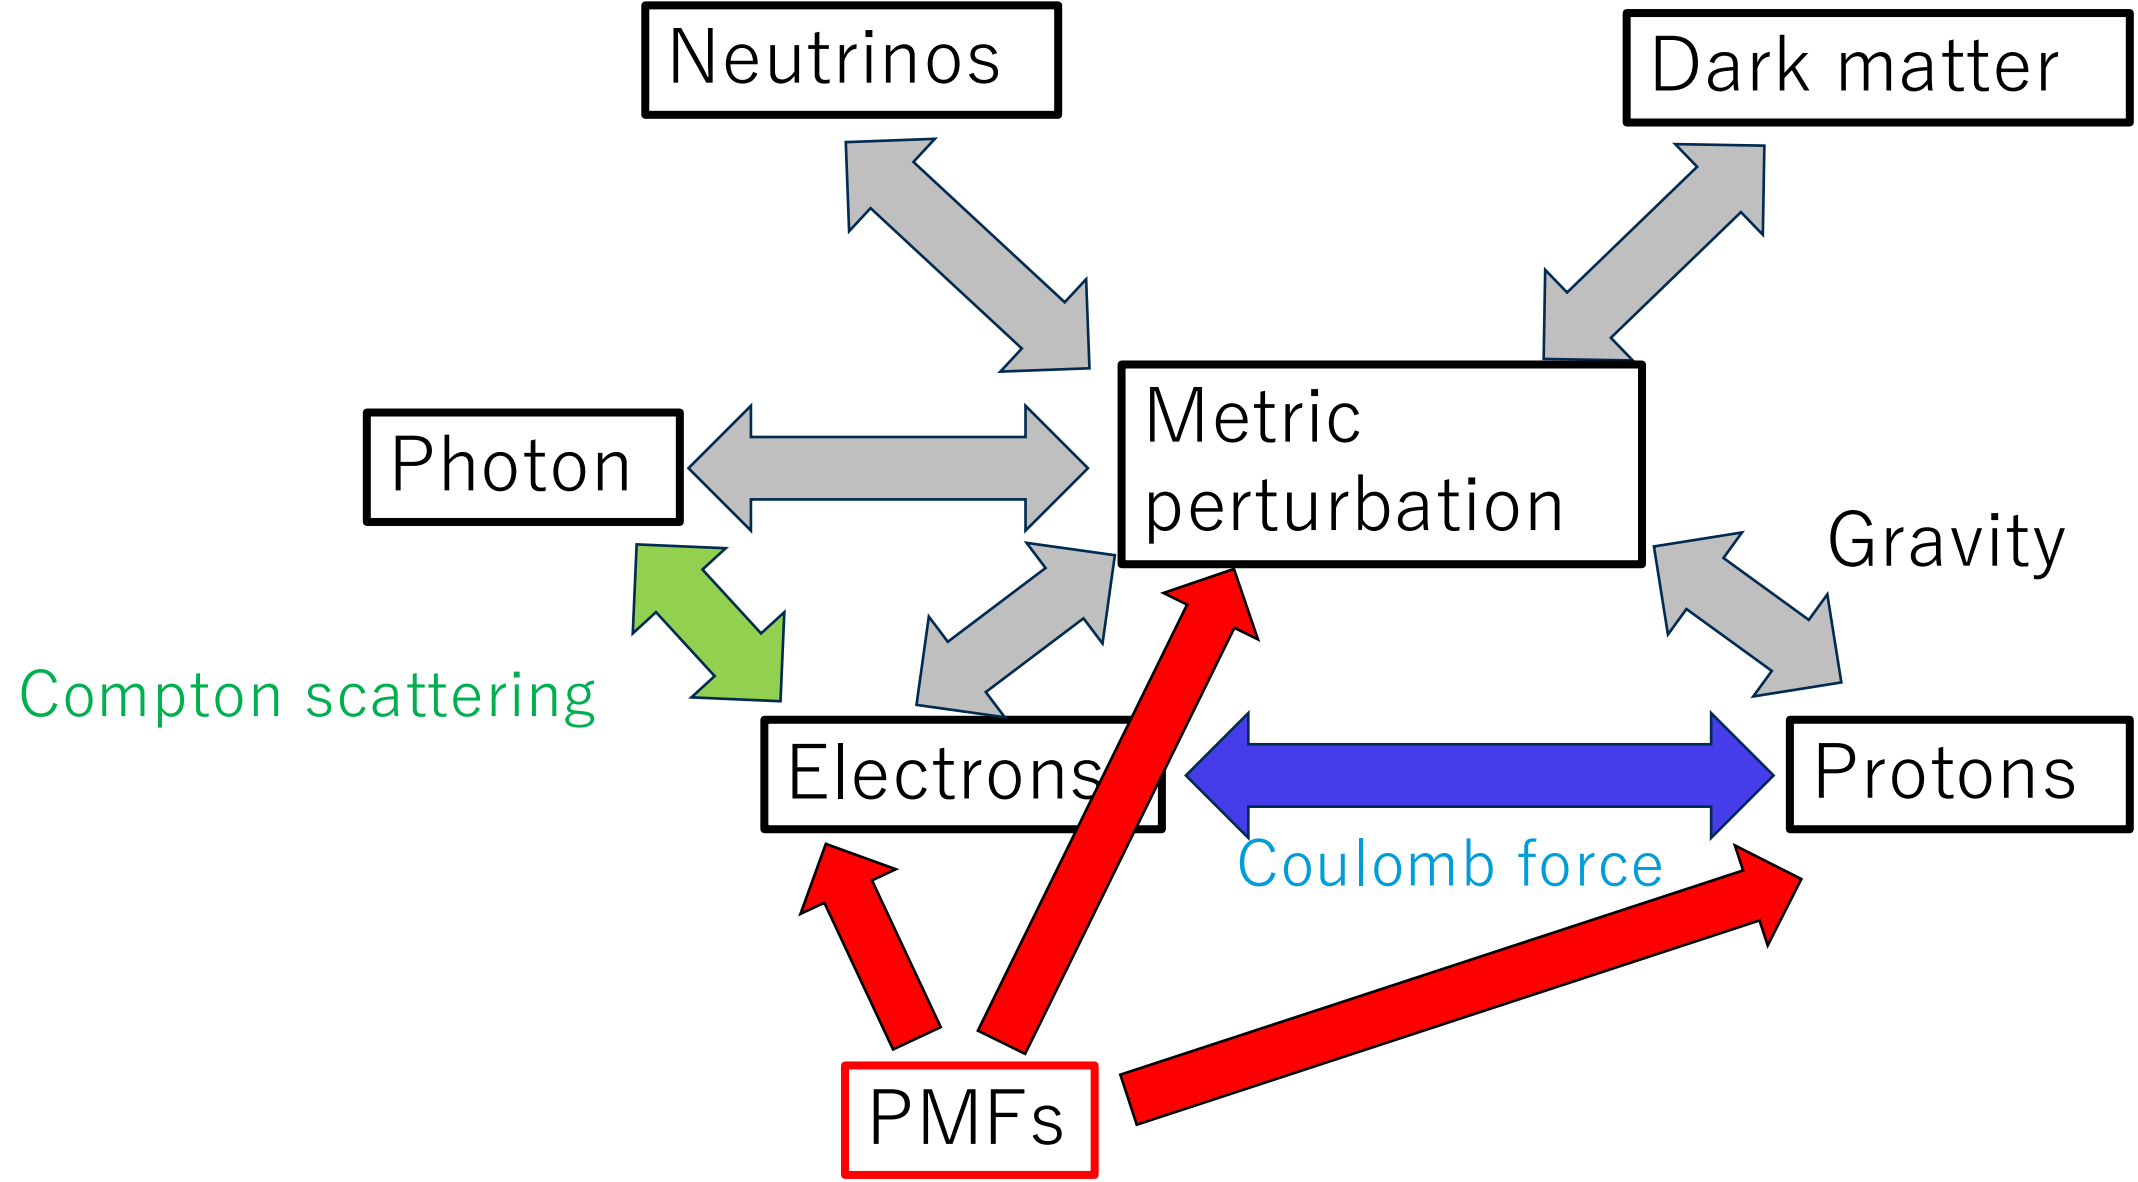 Neutrinos
Dark matter
Metric
perturbation
Photon
Gravity
Compton scattering
Electrons
Protons
Coulomb force
PMFs